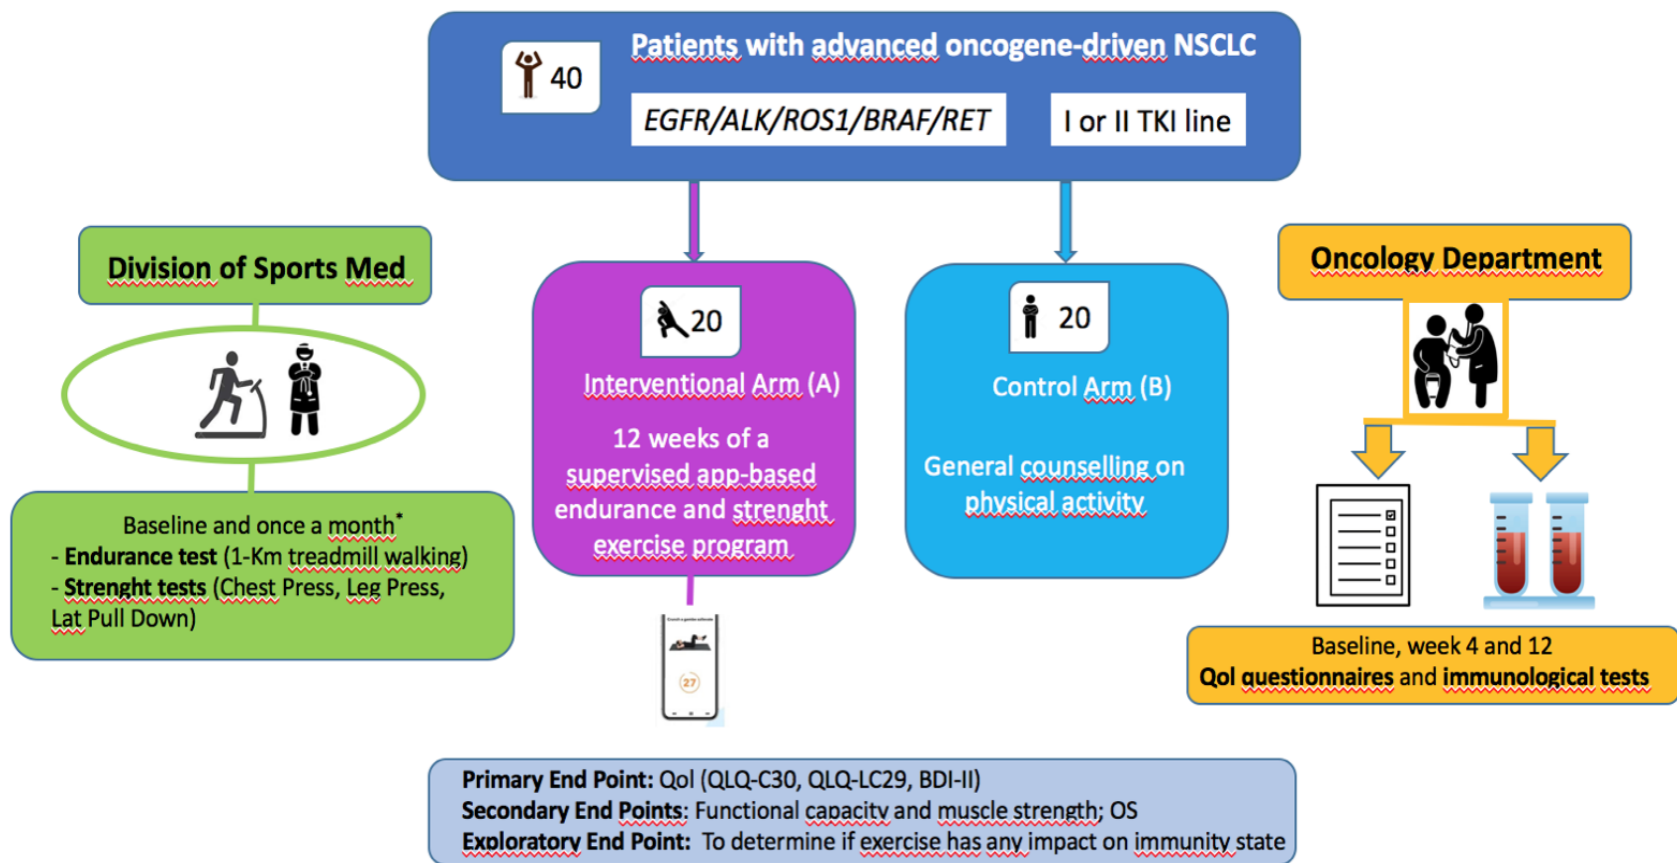 Patients with advanced oncogene-driven NSCLC
40
EGFR/ALK/ROS1/BRAF/RET
I or II TKI line
Division of Sports Med
Baseline and once a month*
- Endurance test (1-Km treadmill walking)
- Strenght tests (Chest Press, Leg Press,
Lat Pull Down)
20
Interventional Arm (A)
12 weeks of a
supervised app-based
endurance and strenght
exercise program
27
20
Control Arm (B)
General counselling on
physical activity
Oncology Department
Baseline, week 4 and 12
Qol questionnaires and immunological tests
Primary End Point: Qol (QLQ-C30, QLQ-LC29, BDI-II)
Secondary End Points: Functional capacity and muscle strength; OS
Exploratory End Point: To determine if exercise has any impact on immunity state